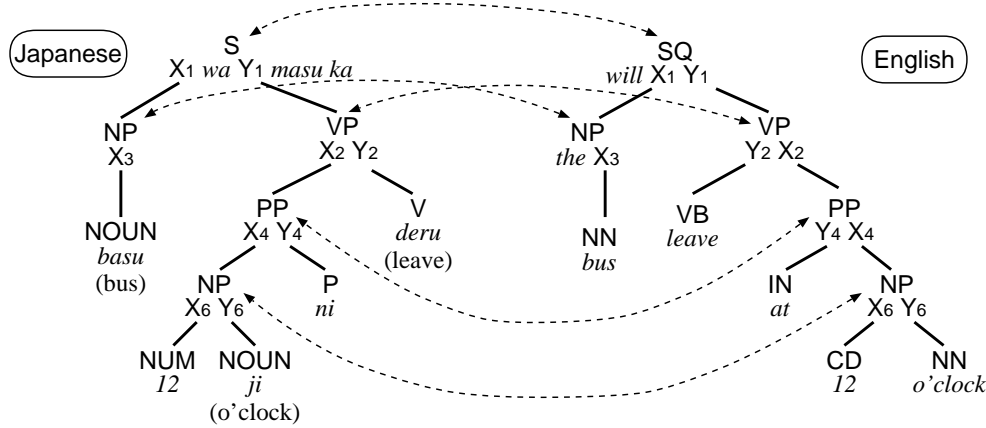 Japanese
S
X1 wa Y1 masu ka
NP
X3
VP
X2 Y2
NOUN
basu
(bus)
PP
X4 Y4
V
deru
(leave)
NP
X6 Y6
P
ni
NUM
12
NOUN
ji
(o'clock)
English
SQ
will X1 Y1
NP
the X3
VP
Y2 X2
NN
bus
VB
leave
PP
Y4 X4
IN
at
NP
X6 Y6
CD
12
NN
o'clock